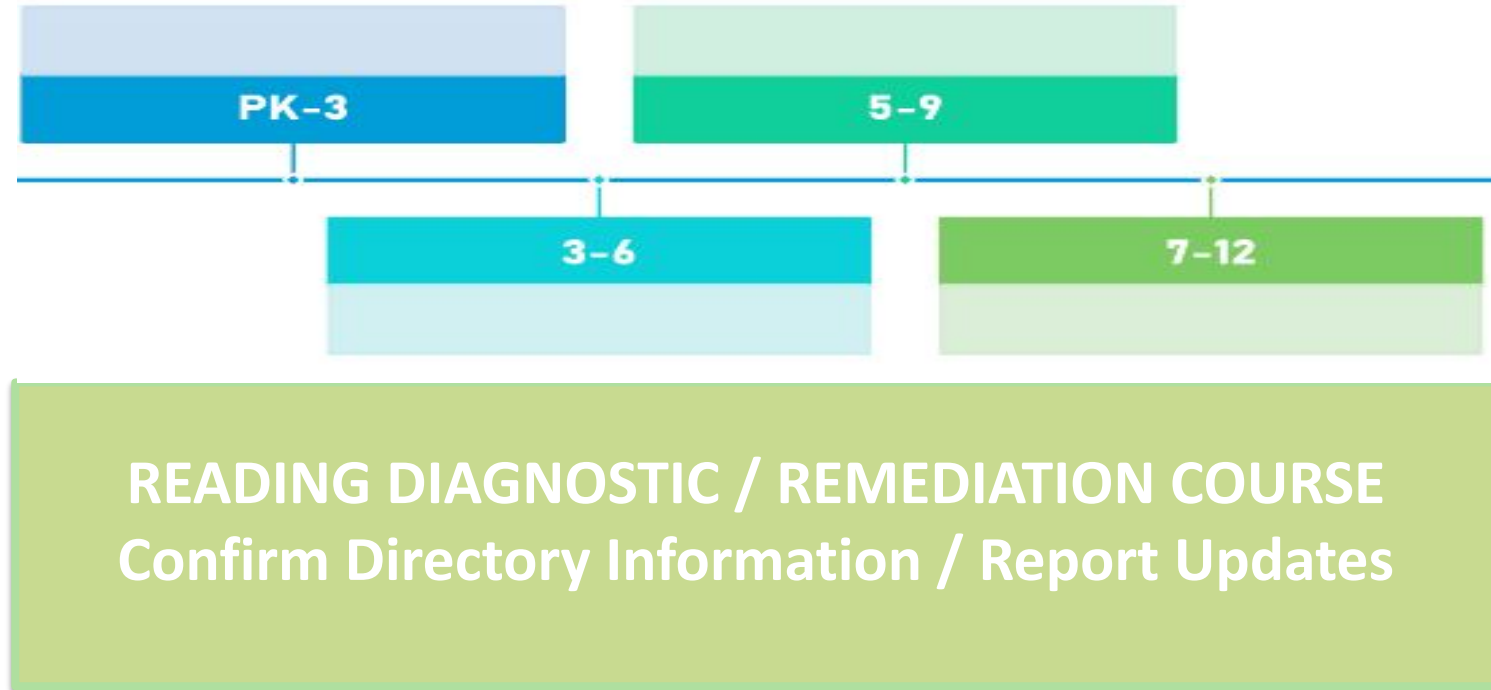 PK-3
5-9
3-6
7-12
READING DIAGNOSTIC / REMEDIATION COURSE
Confirm Directory Information / Report Updates